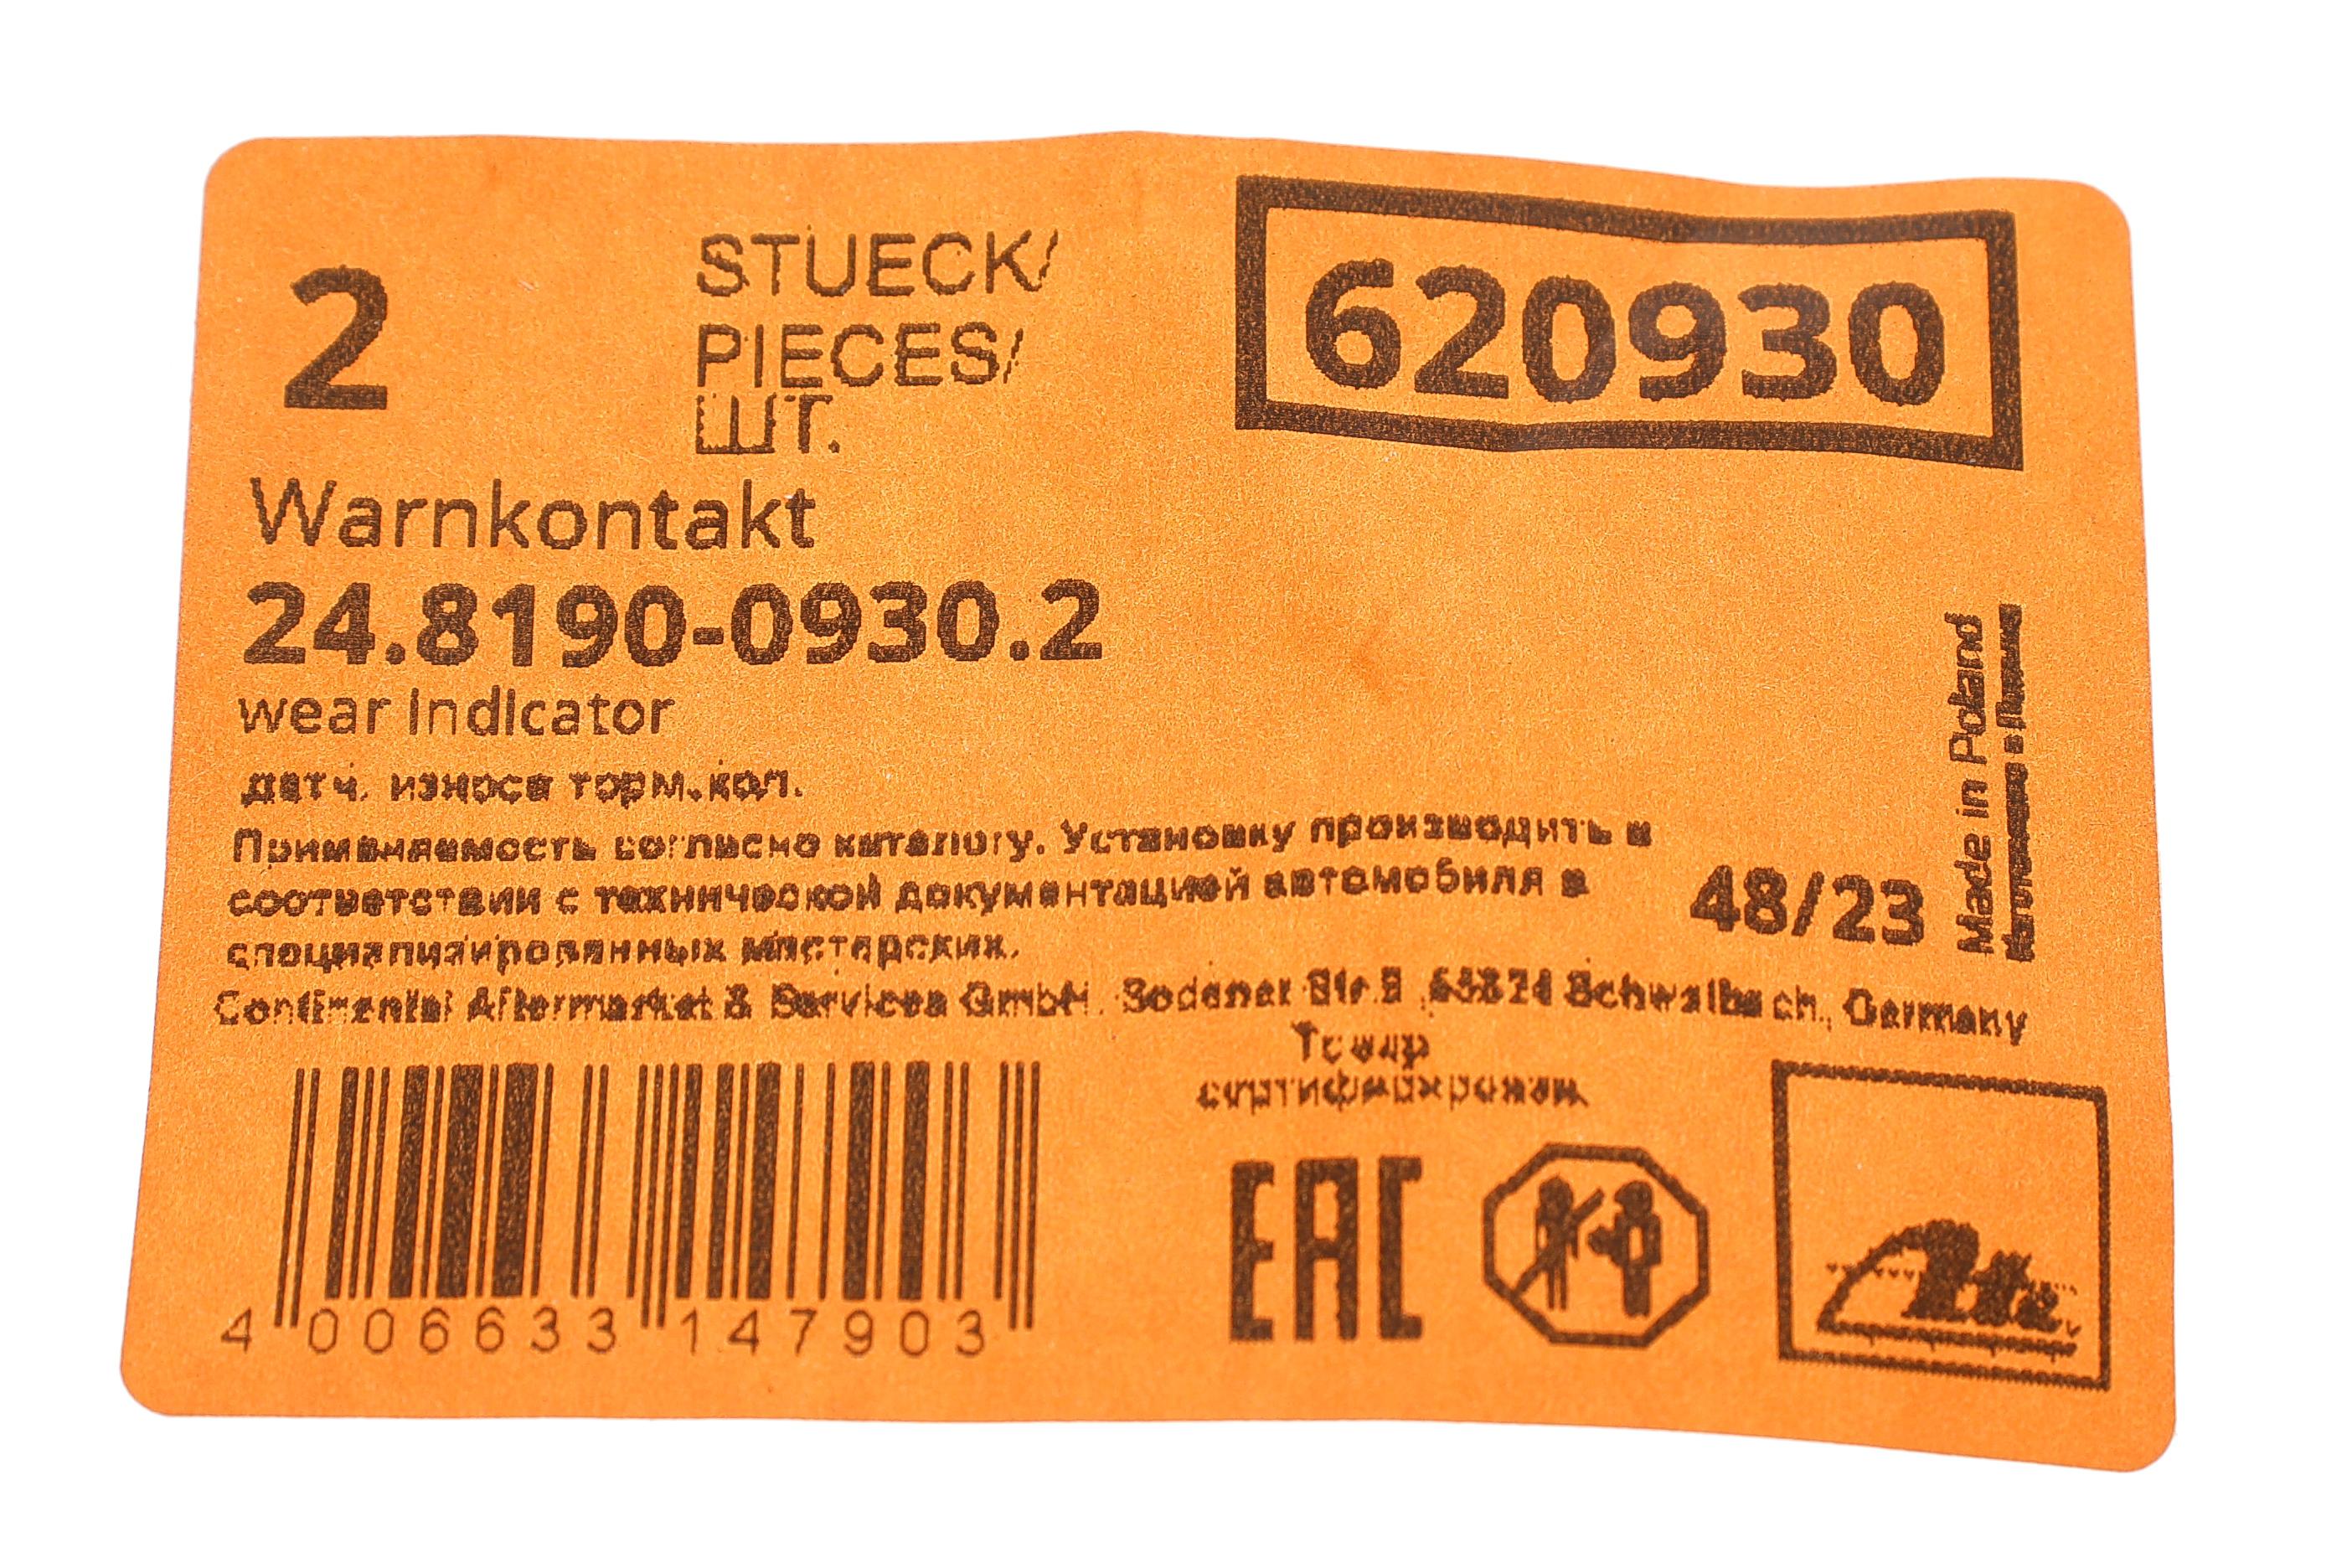 2
STUECK/
PIECES/
ШТ.
620930
Warnkontakt
24.8190-0930.2
wear indicator
датч. износа торм.кол.
Применяемость согласно каталогу. Установку производить в
соответствии с технической документацией автомобиля в
специализированных мастерских.
48/23
Made in Poland
Continental Aftermarket & Services GmbH. Sodener Str.9 ,65824 Schwalbach., Germany
Товар
сертифицирован.
4 006633 147903
EAC
Ate